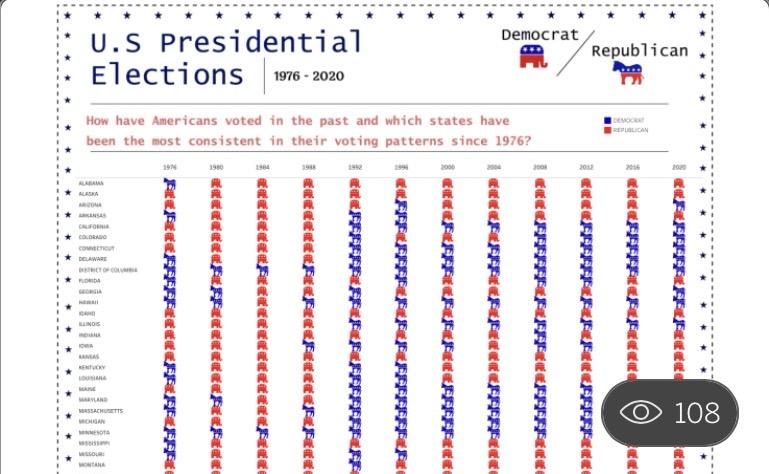 U.S Presidential
Elections
1976 - 2020
Democrat
Republican
How have Americans voted in the past and which states have
been the most consistent in their voting patterns since 1976?
DEMOCRAT
REPUBLICAN
1976 1980 1984 1988 1992 1996 2000 2004 2008 2012 2016 2020
ALABAMA
ALASKA
ARIZONA
ARKANSAS
CALIFORNIA
COLORADO
CONNECTICUT
DELAWARE
DISTRICT OF COLUMBIA
FLORIDA
GEORGIA
HAWAII
IDAHO
ILLINOIS
INDIANA
IOWA
KANSAS
KENTUCKY
LOUISIANA
MAINE
MARYLAND
MASSACHUSETTS
MICHIGAN
MINNESOTA
MISSISSIPPI
MISSOURI
MONTANA
108